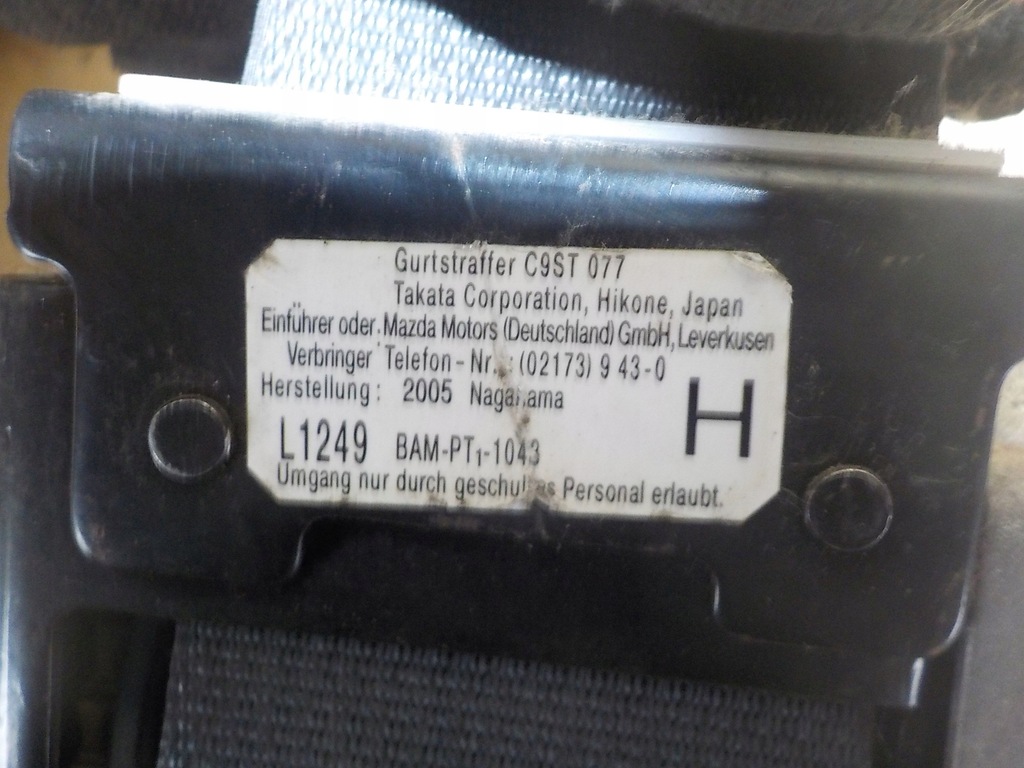 Gurtstraffer C9ST 077
Takata Corporation, Hikone, Japan
Einführer oder. Mazda Motors (Deutschland) GmbH, Leverkusen
Verbringer Telefon-Nr.: (02173) 9 43-0
Herstellung: 2005
H
L1249 BAM-PT₁-1043
Umgang nur durch Personal erlaubt.